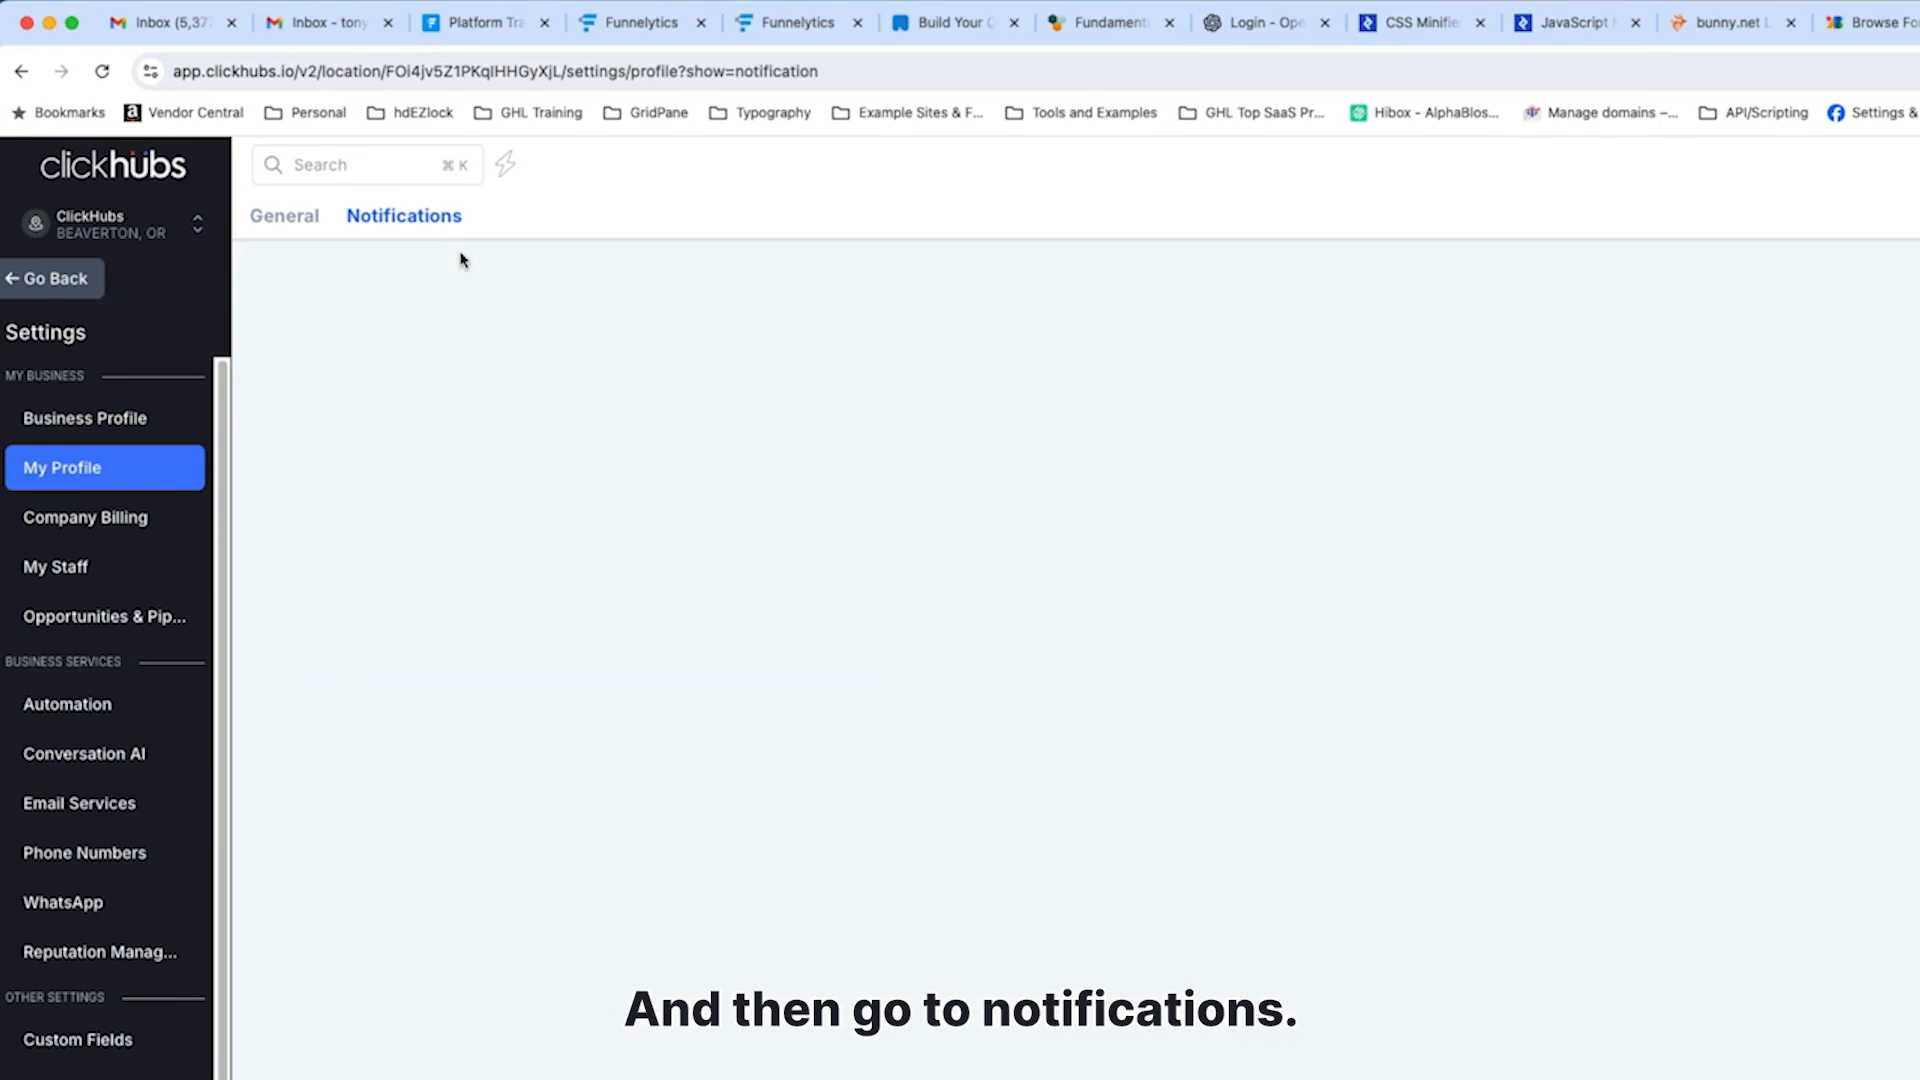 Inbox (5,37
Inbox - tony
Platform Tra
Funnelytics
Funnelytics
Build Your C
Fundament
Login - Ope
CSS Minifie
JavaScript
bunny.net L
Browse Fo
app.clickhubs.io/v2/location/FOi4jv5Z1PKqlHHGyXjL/settings/profile?show=notification
Bookmarks
Vendor Central
Personal
hdEZlock
GHL Training
GridPane
Typography
Example Sites & F...
Tools and Examples
GHL Top SaaS Pr...
Hibox - AlphaBlos...
Manage domains –...
API/Scripting
Settings &
clickhubs
Search
⌘ K
ClickHubs
BEAVERTON, OR
General
Notifications
Go Back
Settings
MY BUSINESS
Business Profile
My Profile
Company Billing
My Staff
Opportunities & Pip...
BUSINESS SERVICES
Automation
Conversation AI
Email Services
Phone Numbers
WhatsApp
Reputation Manag...
OTHER SETTINGS
Custom Fields
And then go to notifications.